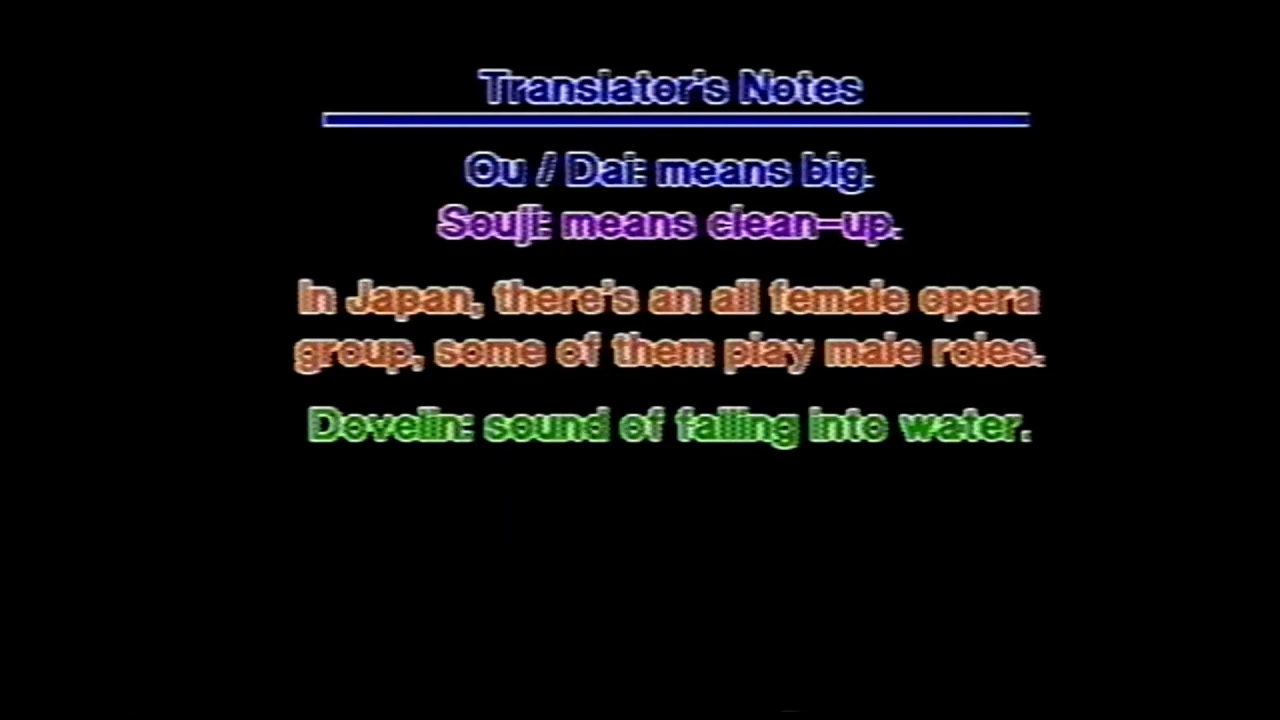 Translator's Notes
Ou / Dai: means big.
Souji: means clean-up.
In Japan, there's an all female opera
group, some of them play male roles.
Dovelin: sound of falling into water.